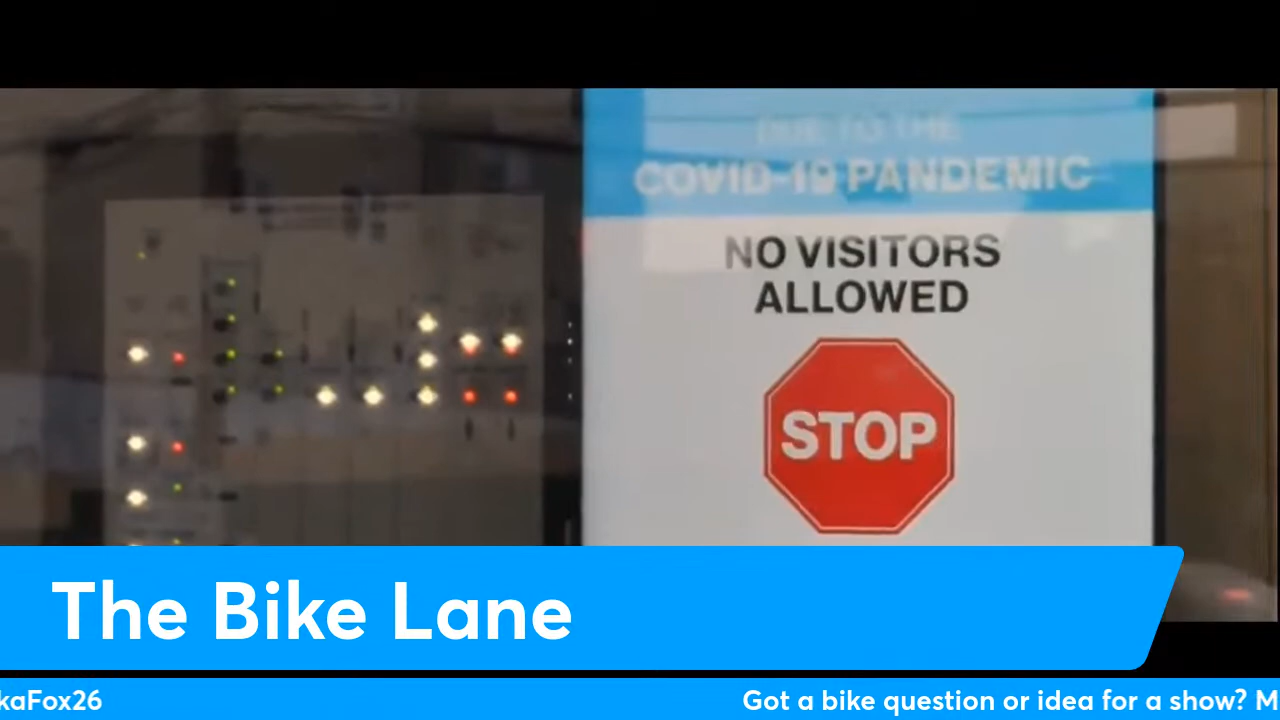 DUE TO THE
COVID-19 PANDEMIC
NO VISITORS
ALLOWED
STOP
The Bike Lane
kaFox26
Got a bike question or idea for a show? M